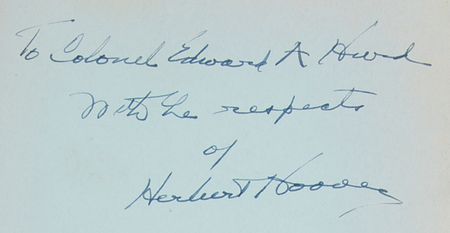 To Colonel Edward A Hurd
With the respects
of
Herbert Hoover